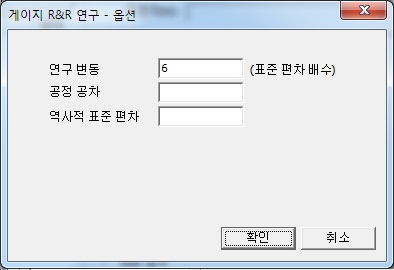 게이지 R&R 연구 - 옵션
연구 변동 6 (표준 편차 배수)
공정 공차
역사적 표준 편차
확인 취소